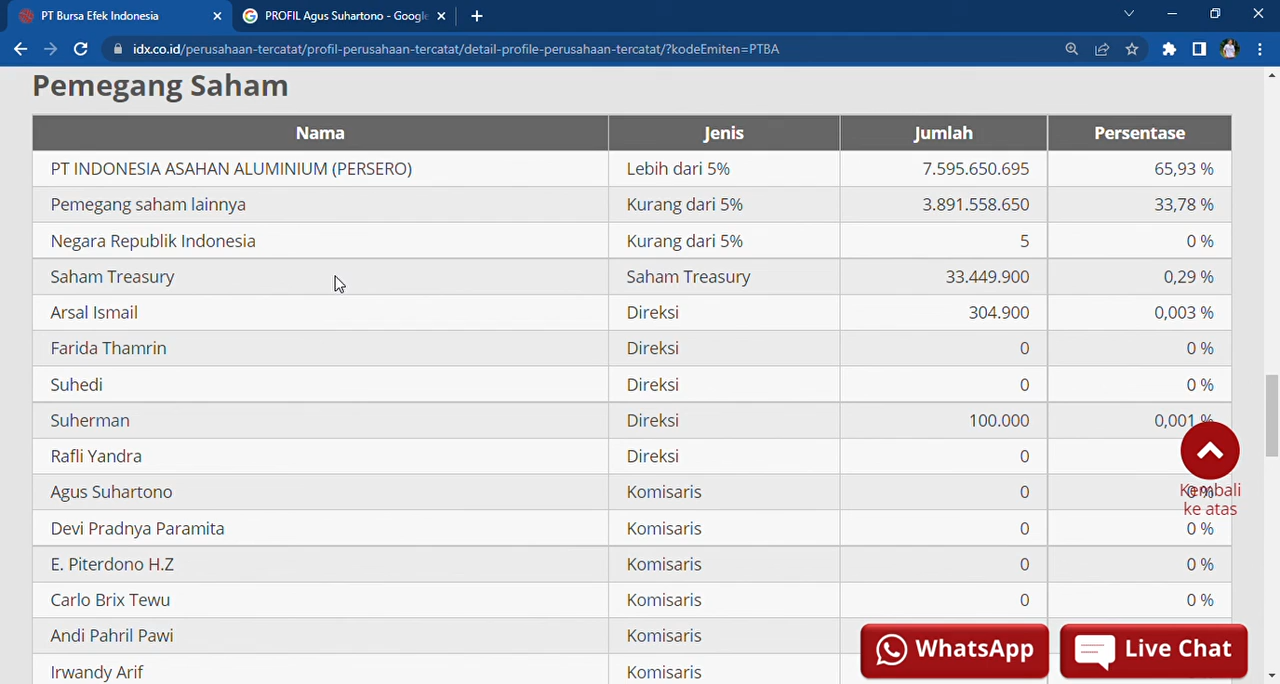 PT Bursa Efek Indonesia
PROFIL Agus Suhartono - Google
idx.co.id/perusahaan-tercatat/profil-perusahaan-tercatat/detail-profile-perusahaan-tercatat/?kodeEmiten=PTBA
Pemegang Saham
Nama Jenis Jumlah Persentase
PT INDONESIA ASAHAN ALUMINIUM (PERSERO) Lebih dari 5% 7.595.650.695 65,93 %
Pemegang saham lainnya Kurang dari 5% 3.891.558.650 33,78 %
Negara Republik Indonesia Kurang dari 5% 5 0 %
Saham Treasury Saham Treasury 33.449.900 0,29 %
Arsal Ismail Direksi 304.900 0,003 %
Farida Thamrin Direksi 0 0 %
Suhedi Direksi 0 0 %
Suherman Direksi 100.000 0,001 %
Rafli Yandra Direksi 0
Agus Suhartono Komisaris 0 0 %
Kembali
ke atas
Devi Pradnya Paramita Komisaris 0 0 %
E. Piterdono H.Z Komisaris 0 0 %
Carlo Brix Tewu Komisaris 0 0 %
Andi Pahril Pawi Komisaris
WhatsApp
Live Chat
Irwandy Arif Komisaris